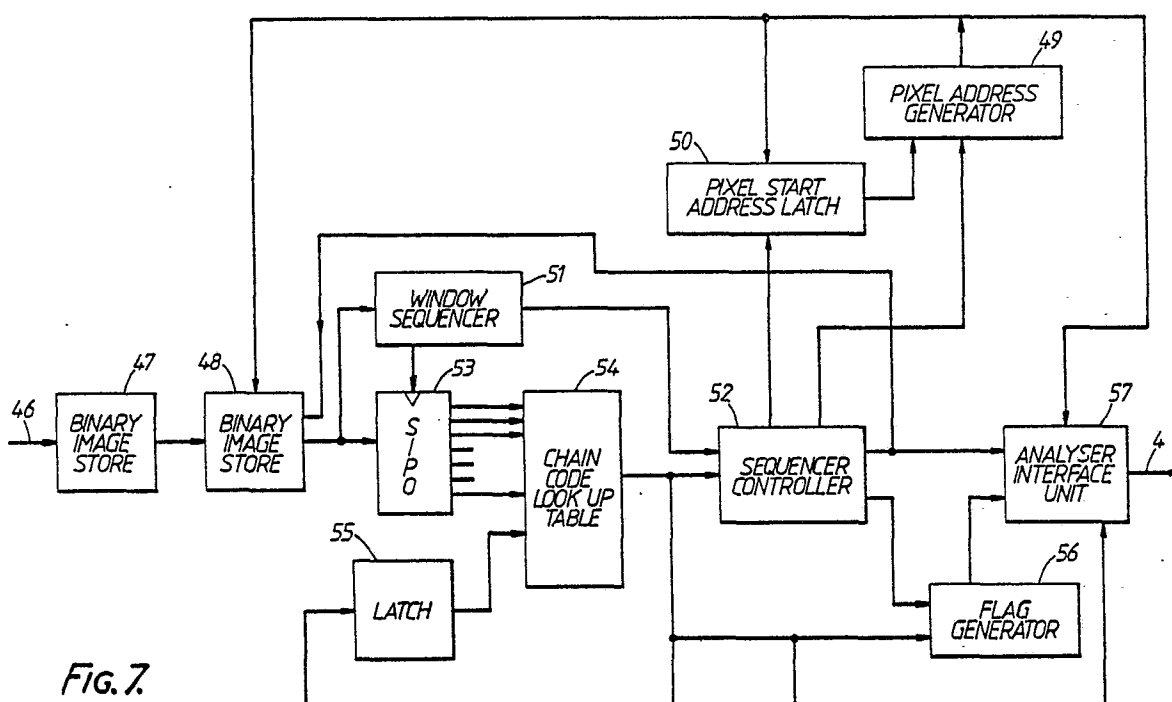 49
PIXEL ADDRESS
GENERATOR
50
PIXEL START
ADDRESS LATCH
51
WINDOW
SEQUENCER
47
BINARY
IMAGE
STORE
48
BINARY
IMAGE
STORE
46
53
S
I
P
O
54
CHAIN
CODE
LOOK UP
TABLE
52
SEQUENCER
CONTROLLER
57
ANALYSER
INTERFACE
UNIT
4
55
LATCH
56
FLAG
GENERATOR
FIG. 7.